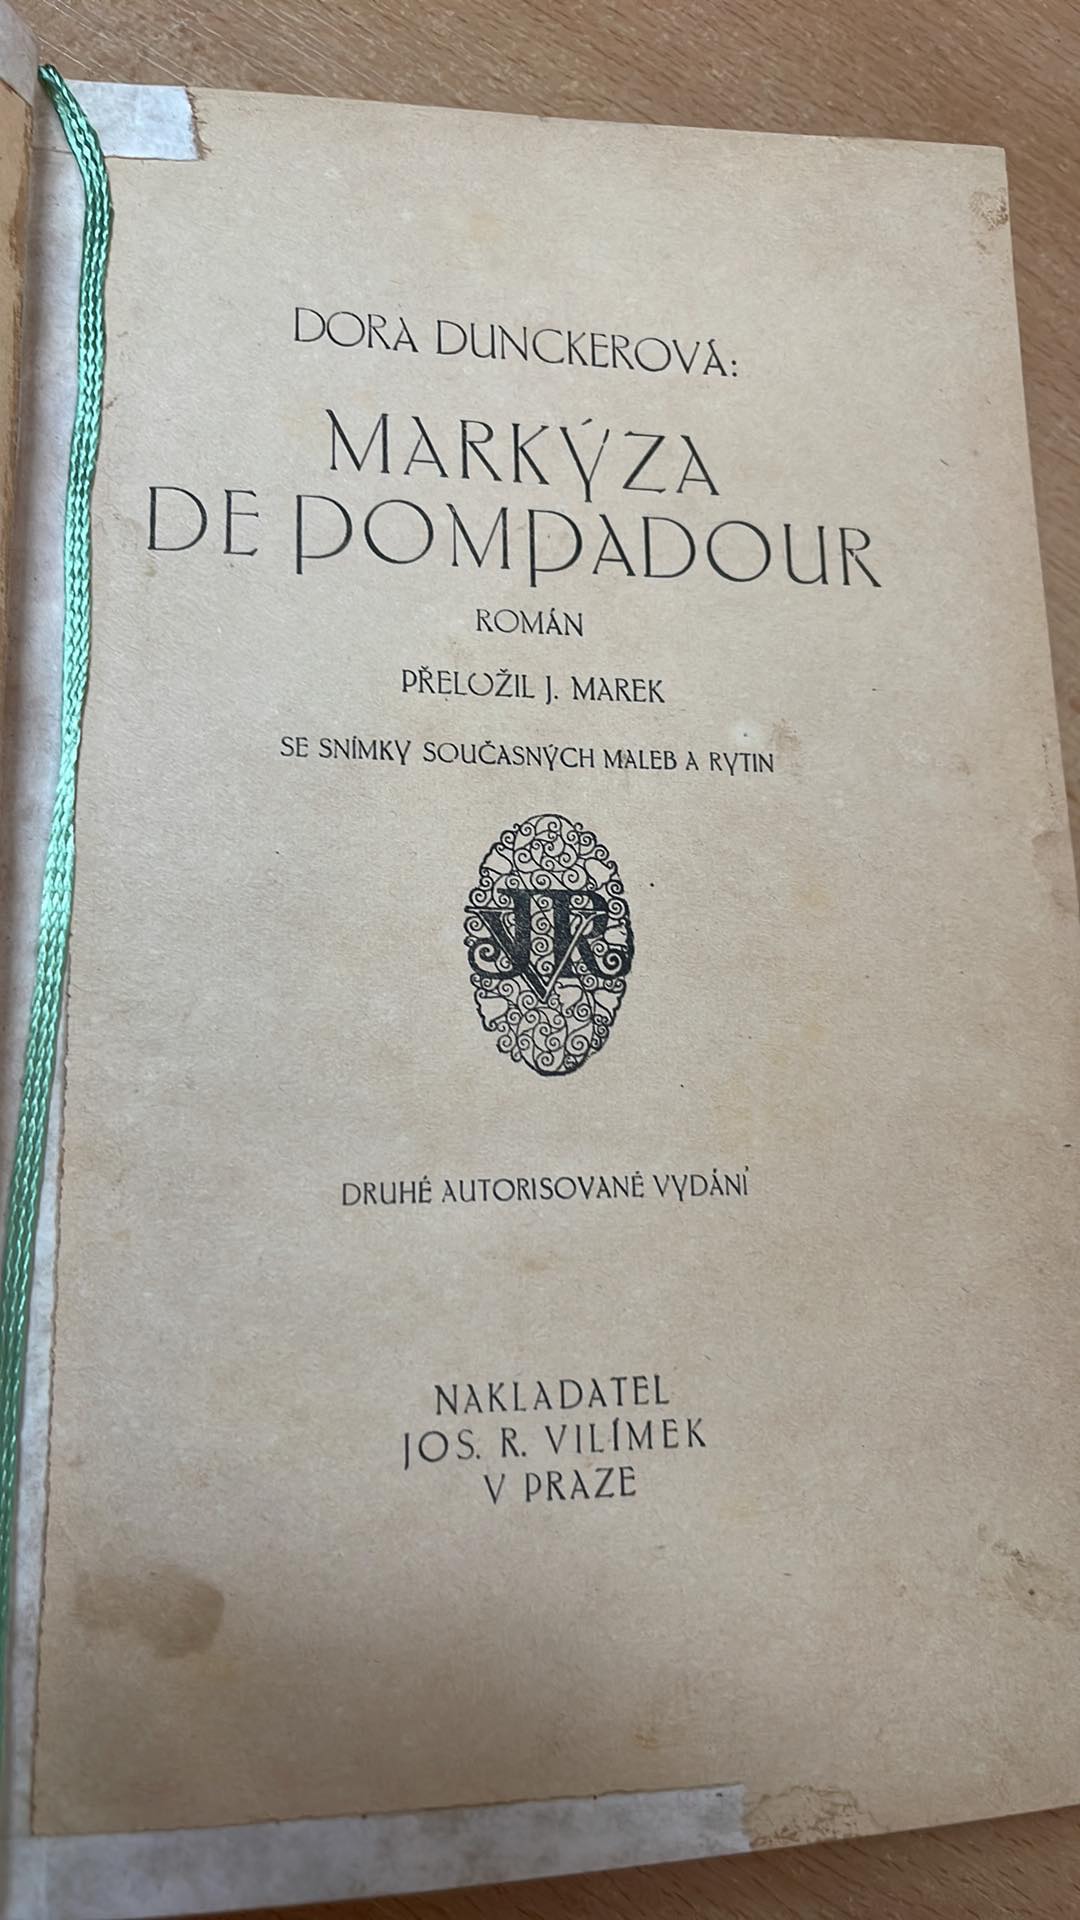 DORA DUNCKEROVÁ:
MARKÝZA
DE POMPADOUR
ROMÁN
PŘELOŽIL J. MAREK
SE SNÍMKY SOUČASNÝCH MALEB A RYTIN
JRV
DRUHÉ AUTORISOVANÉ VYDÁNÍ
NAKLADATEL
JOS. R. VILÍMEK
V PRAZE